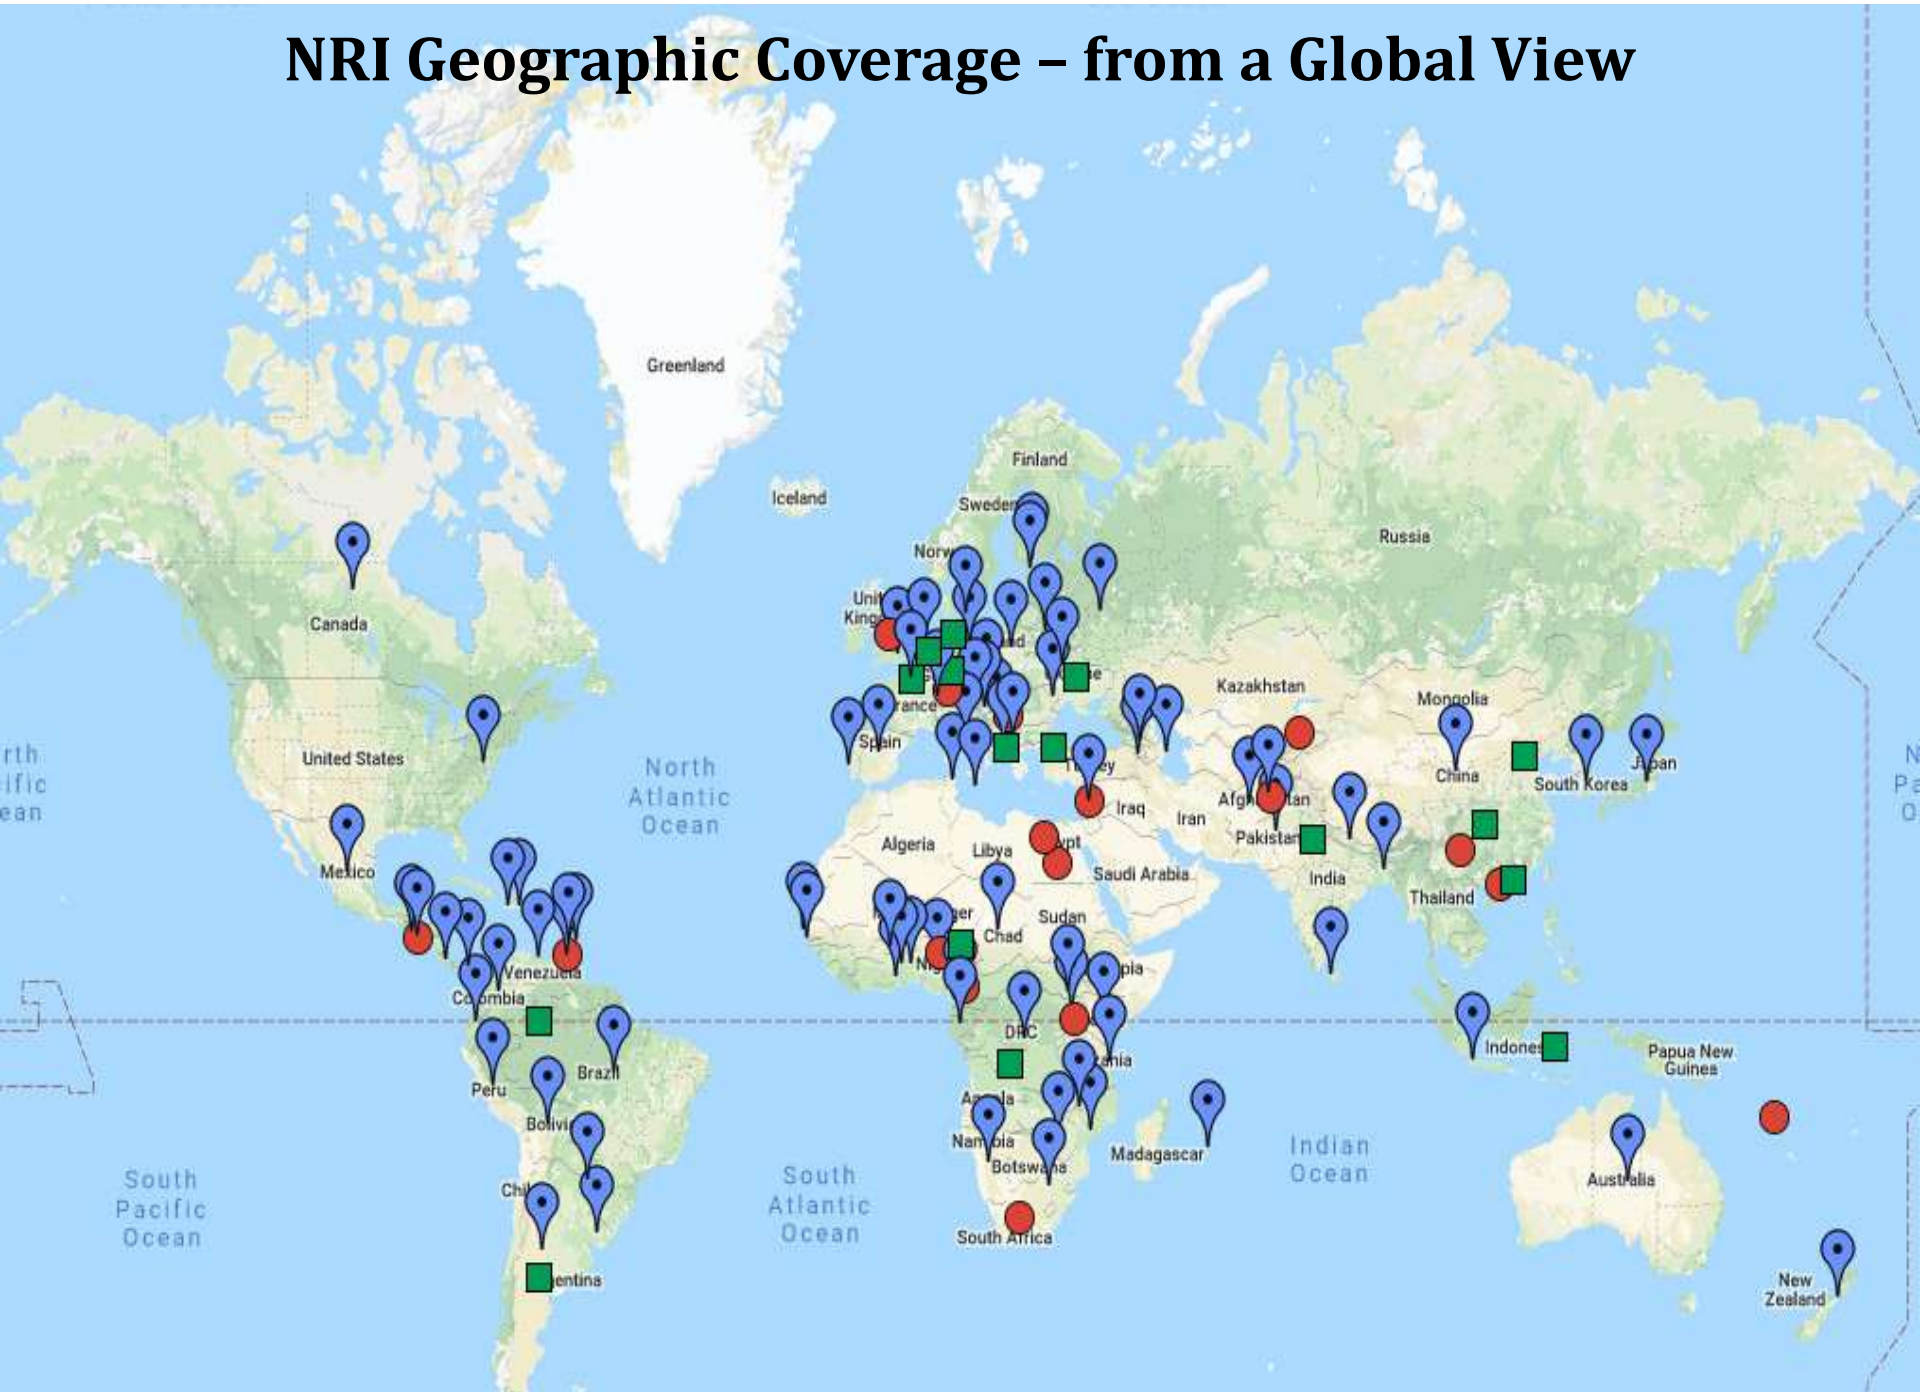 NRI Geographic Coverage – from a Global View
Greenland
Finland
Iceland
Sweden
Russia
Canada
Kazakhstan
Mongolia
Spain
United States
North
Atlantic
Ocean
China
South Korea
Japan
Iraq
Iran
Pakistan
Algeria
Libya
Mexico
Saudi Arabia
India
Thailand
Sudan
Chad
Venezuela
Colombia
DRC
Papua New
Guinea
Peru
Brazil
Angola
Namibia
Botswana
Madagascar
Indian
Ocean
South
Pacific
Ocean
South
Atlantic
Ocean
Australia
South Africa
New
Zealand